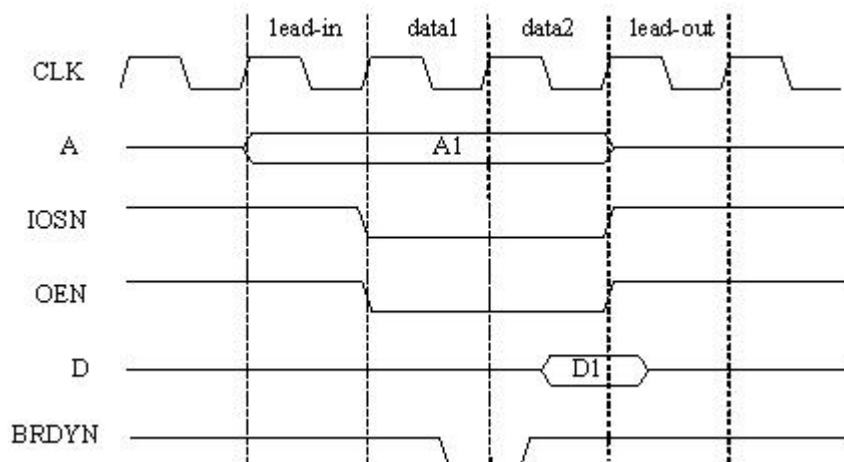 lead-in data1 data2 lead-out
CLK
A A1
IOSN
OEN
D D1
BRDYN